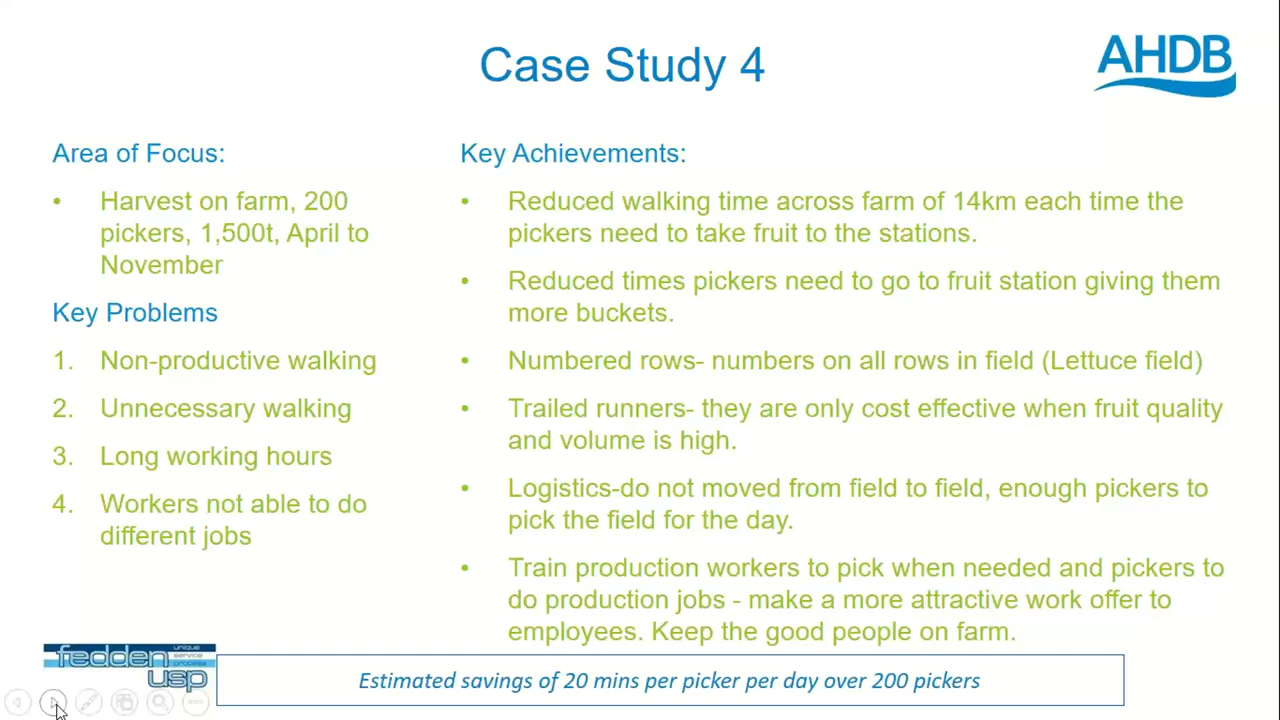 Case Study 4
AHDB
Area of Focus:
• Harvest on farm, 200
pickers, 1,500t, April to
November
Key Problems
1. Non-productive walking
2. Unnecessary walking
3. Long working hours
4. Workers not able to do
different jobs
Key Achievements:
• Reduced walking time across farm of 14km each time the
pickers need to take fruit to the stations.
• Reduced times pickers need to go to fruit station giving them
more buckets.
• Numbered rows- numbers on all rows in field (Lettuce field)
• Trailed runners- they are only cost effective when fruit quality
and volume is high.
• Logistics-do not moved from field to field, enough pickers to
pick the field for the day.
• Train production workers to pick when needed and pickers to
do production jobs - make a more attractive work offer to
employees. Keep the good people on farm.
fedden
unique
service
process
usp
Estimated savings of 20 mins per picker per day over 200 pickers